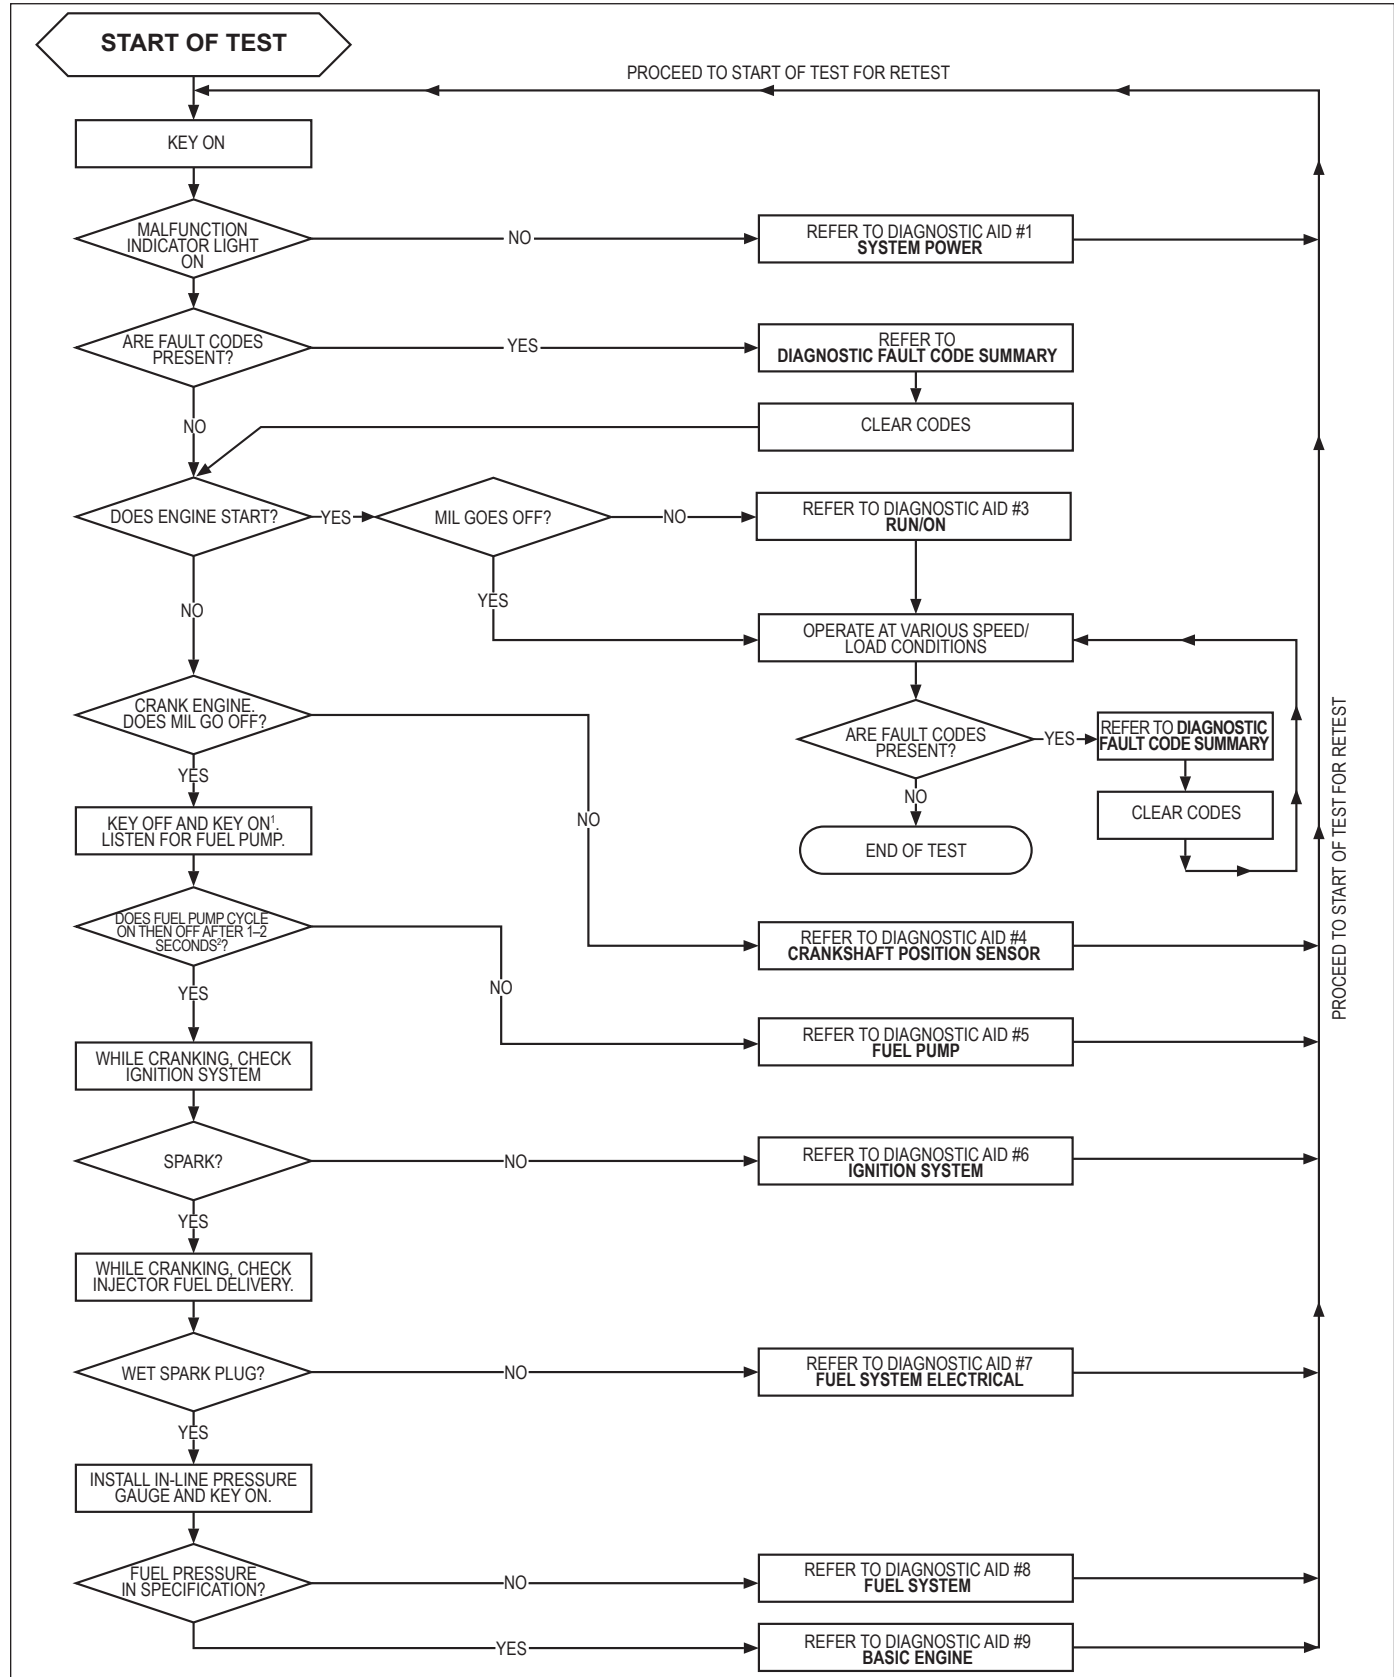 START OF TEST
PROCEED TO START OF TEST FOR RETEST
KEY ON
MALFUNCTION
INDICATOR LIGHT
ON
NO
REFER TO DIAGNOSTIC AID #1
SYSTEM POWER
ARE FAULT CODES
PRESENT?
YES
REFER TO
DIAGNOSTIC FAULT CODE SUMMARY
CLEAR CODES
NO
DOES ENGINE START?
YES
MIL GOES OFF?
NO
REFER TO DIAGNOSTIC AID #3
RUN/ON
NO
YES
OPERATE AT VARIOUS SPEED/
LOAD CONDITIONS
CRANK ENGINE.
DOES MIL GO OFF?
ARE FAULT CODES
PRESENT?
YES
REFER TO DIAGNOSTIC
FAULT CODE SUMMARY
PROCEED TO START OF TEST FOR RETEST
YES
NO
CLEAR CODES
KEY OFF AND KEY ON¹.
LISTEN FOR FUEL PUMP.
NO
END OF TEST
DOES FUEL PUMP CYCLE
ON THEN OFF AFTER 1–2
SECONDS²?
REFER TO DIAGNOSTIC AID #4
CRANKSHAFT POSITION SENSOR
YES
NO
WHILE CRANKING, CHECK
IGNITION SYSTEM
REFER TO DIAGNOSTIC AID #5
FUEL PUMP
SPARK?
NO
REFER TO DIAGNOSTIC AID #6
IGNITION SYSTEM
YES
WHILE CRANKING, CHECK
INJECTOR FUEL DELIVERY.
WET SPARK PLUG?
NO
REFER TO DIAGNOSTIC AID #7
FUEL SYSTEM ELECTRICAL
YES
INSTALL IN-LINE PRESSURE
GAUGE AND KEY ON.
FUEL PRESSURE
IN SPECIFICATION?
NO
REFER TO DIAGNOSTIC AID #8
FUEL SYSTEM
YES
REFER TO DIAGNOSTIC AID #9
BASIC ENGINE